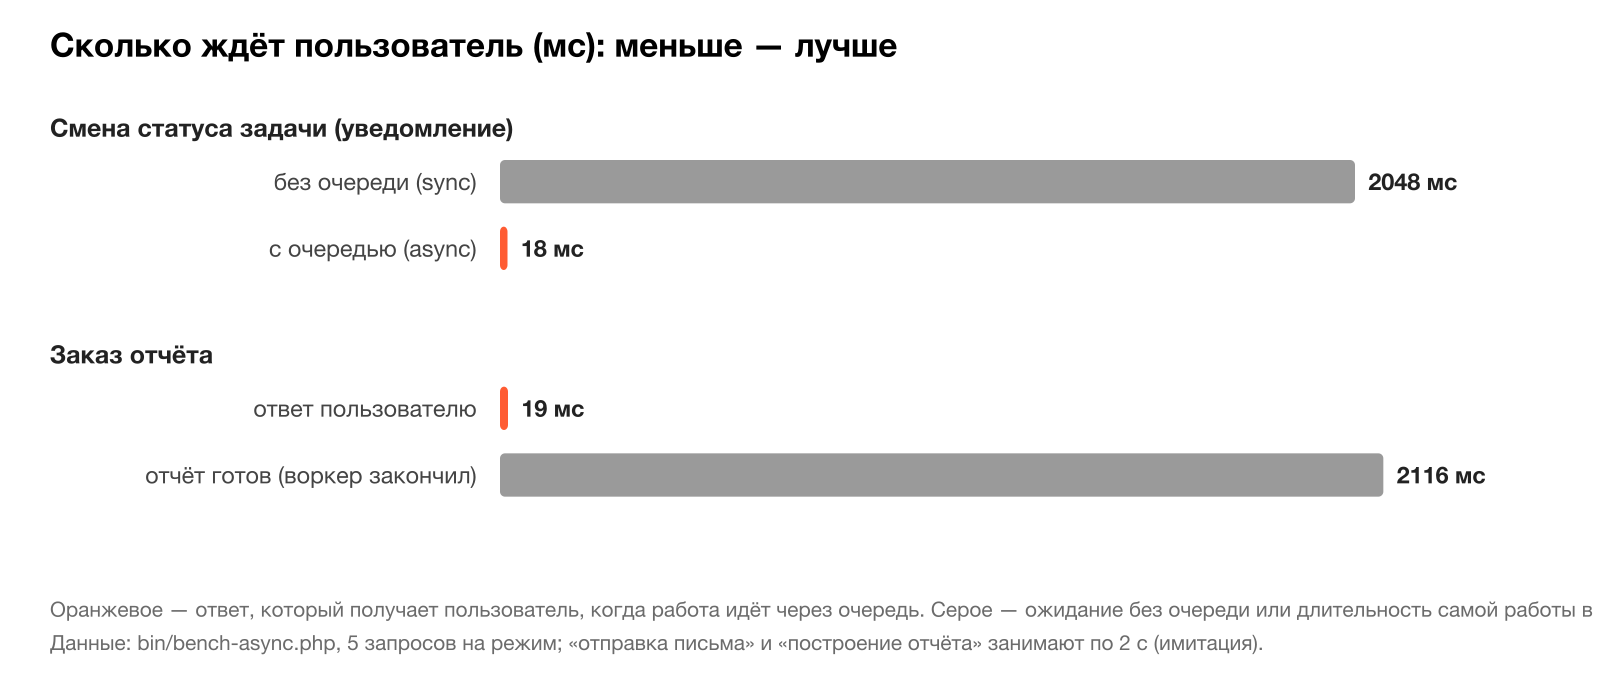 Сколько ждёт пользователь (мс): меньше — лучше
Смена статуса задачи (уведомление)
без очереди (sync)
2048 мс
с очередью (async)
18 мс
Заказ отчёта
ответ пользователю
19 мс
отчёт готов (воркер закончил)
2116 мс
Оранжевое — ответ, который получает пользователь, когда работа идёт через очередь. Серое — ожидание без очереди или длительность самой работы в
Данные: bin/bench-async.php, 5 запросов на режим; «отправка письма» и «построение отчёта» занимают по 2 с (имитация).